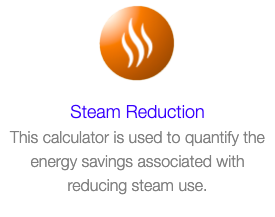 Steam Reduction
This calculator is used to quantify the
energy savings associated with
reducing steam use.